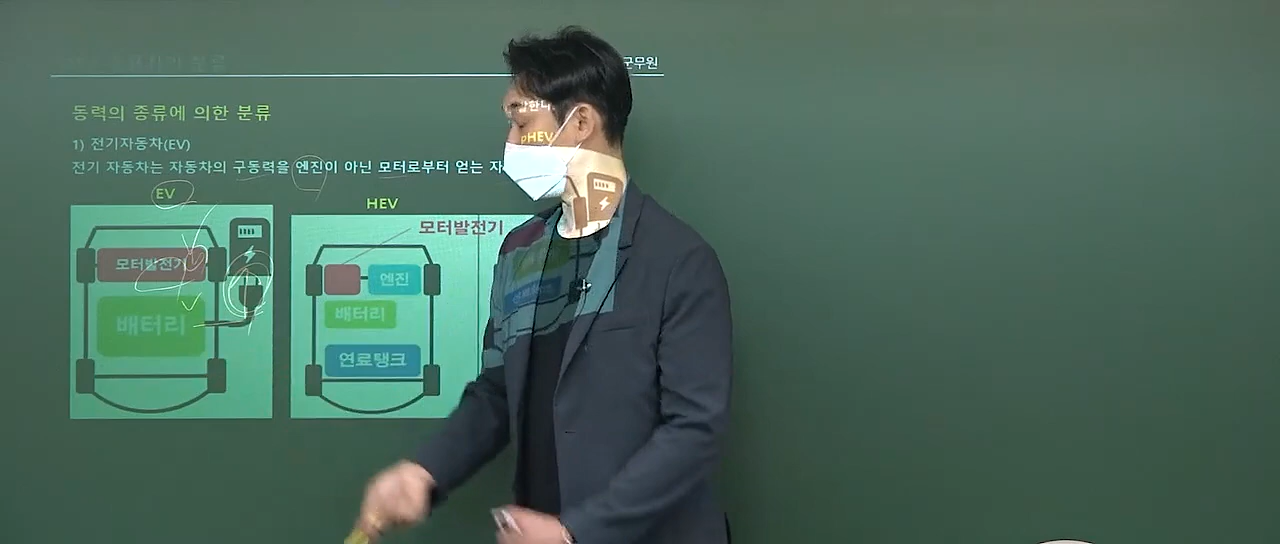 군무원
동력의 종류에 의한 분류
1) 전기자동차(EV)
전기 자동차는 자동차의 구동력을 엔진이 아닌 모터로부터 얻는
EV
HEV
PHEV
모터발전기
모터발전기
엔진
배터리
배터리
연료탱크